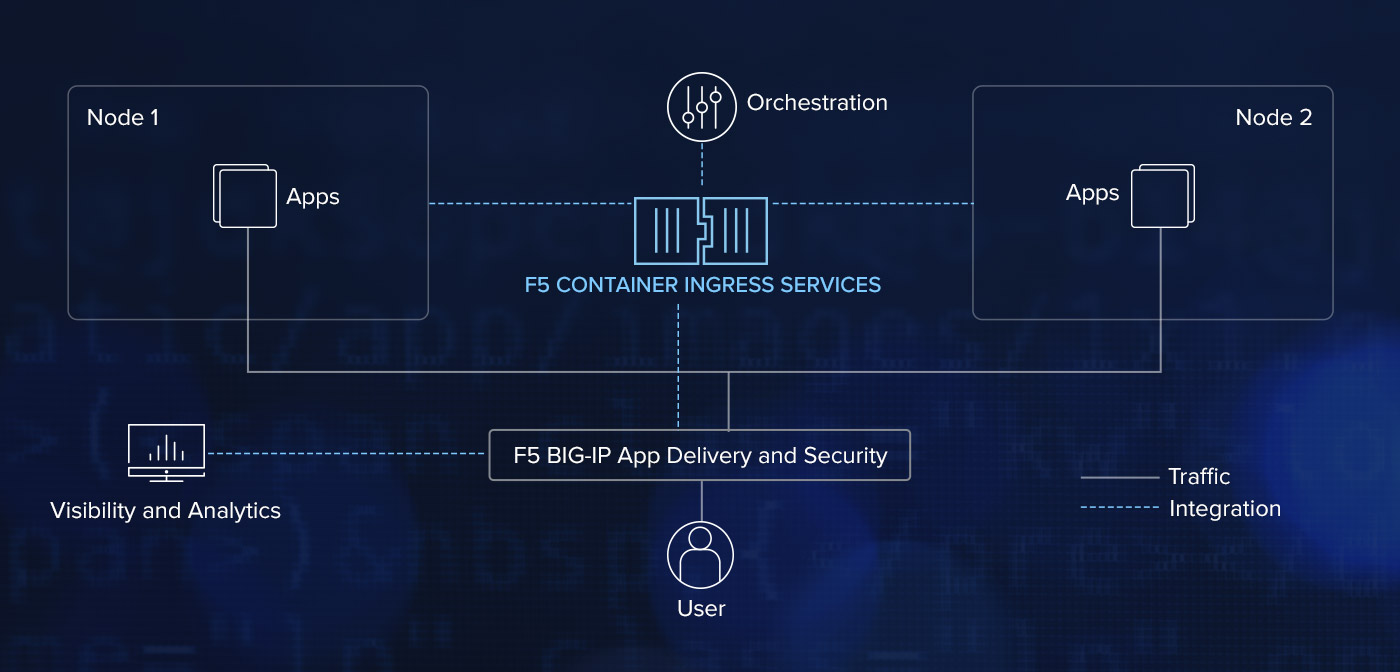 Orchestration
Node 1
Node 2
Apps
Apps
F5 CONTAINER INGRESS SERVICES
F5 BIG-IP App Delivery and Security
Visibility and Analytics
Traffic
Integration
User